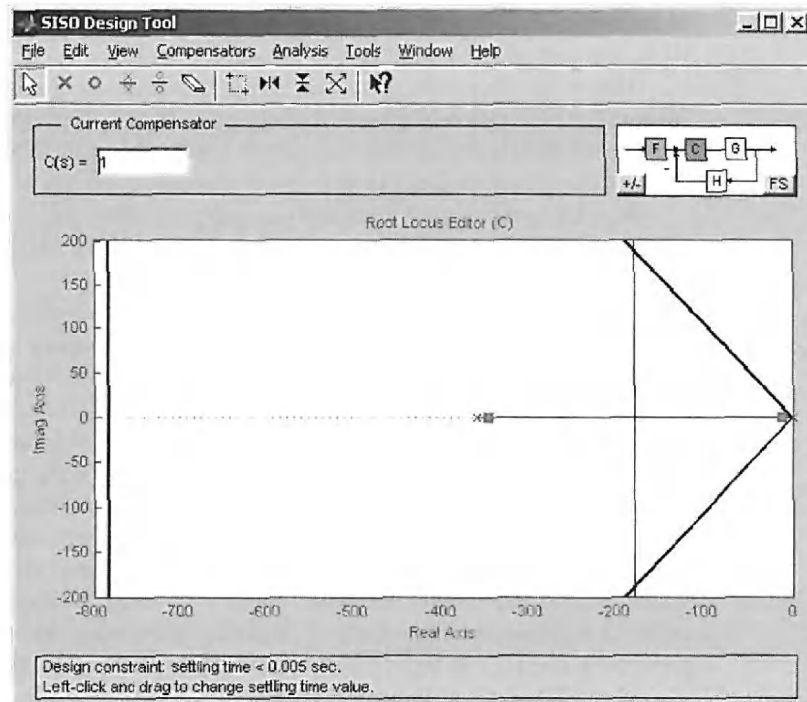 SISO Design Tool
File Edit View Compensators Analysis Tools Window Help
Current Compensator
C(s) = 1
F C G
H
+/- FS
Root Locus Editor (C)
200
150
100
50
0
-50
-100
-150
-200
Imag Axis
-800 -700 -600 -500 -400 -300 -200 -100 0
Real Axis
Design constraint: settling time < 0.005 sec.
Left-click and drag to change settling time value.